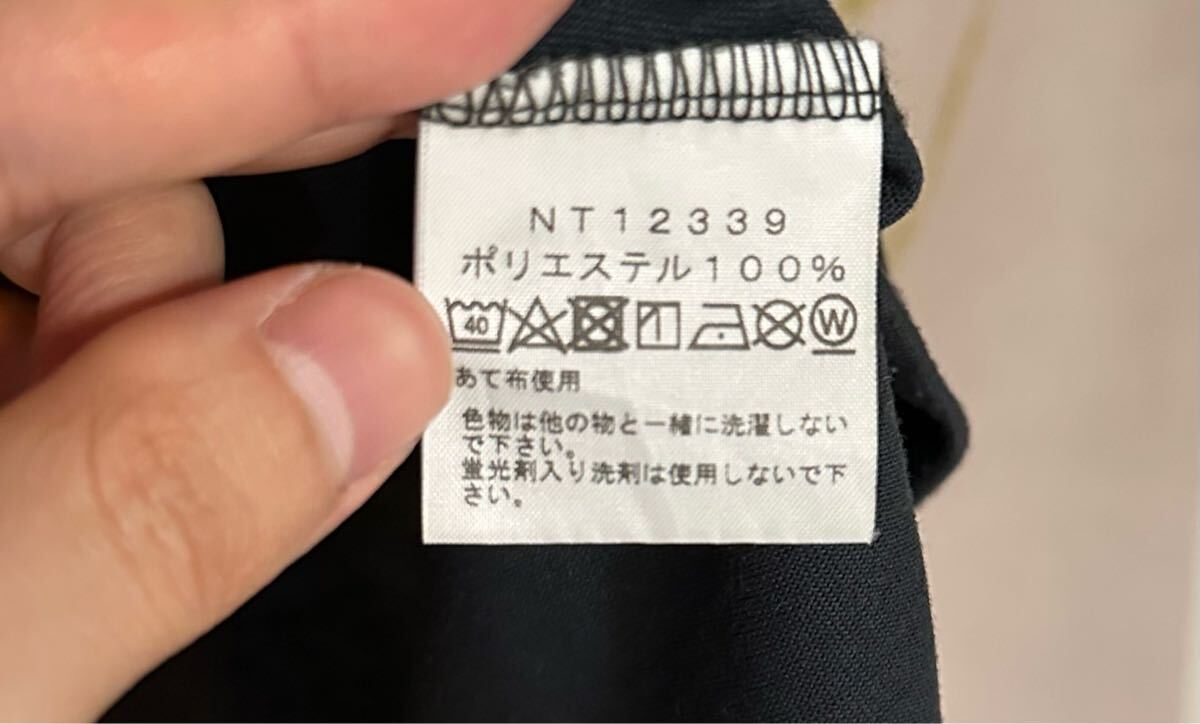 NT12339
ポリエステル100%
40 W
あて布使用
色物は他の物と一緒に洗濯しない
で下さい。
蛍光剤入り洗剤は使用しないで下
さい。